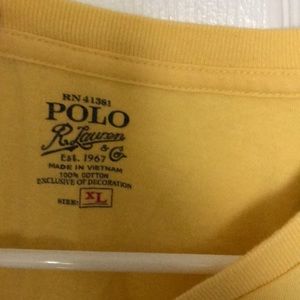 RN 41381
POLO
R. Lauren
& Co
Est. 1967
MADE IN VIETNAM
100% COTTON
EXCLUSIVE OF DECORATION
SIZE: XL